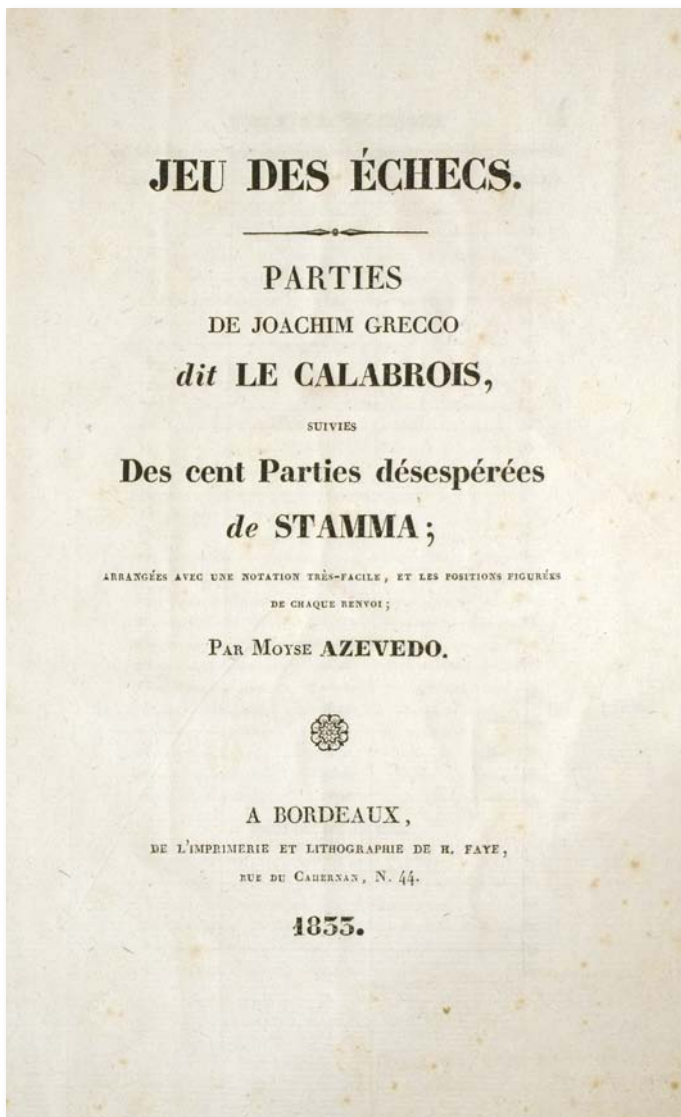 JEU DES ÉCHECS.
PARTIES
DE JOACHIM GRECCO
dit LE CALABROIS,
SUIVIES
Des cent Parties désespérées
de STAMMA ;
ARRANGÉES AVEC UNE NOTATION TRÈS-FACILE, ET LES POSITIONS FIGURÉES
DE CHAQUE RENVOI ;
PAR MOYSE AZEVEDO.
A BORDEAUX,
DE L'IMPRIMERIE ET LITHOGRAPHIE DE H. FAYE,
RUE DU CAHERNAN, N. 44.
1833.